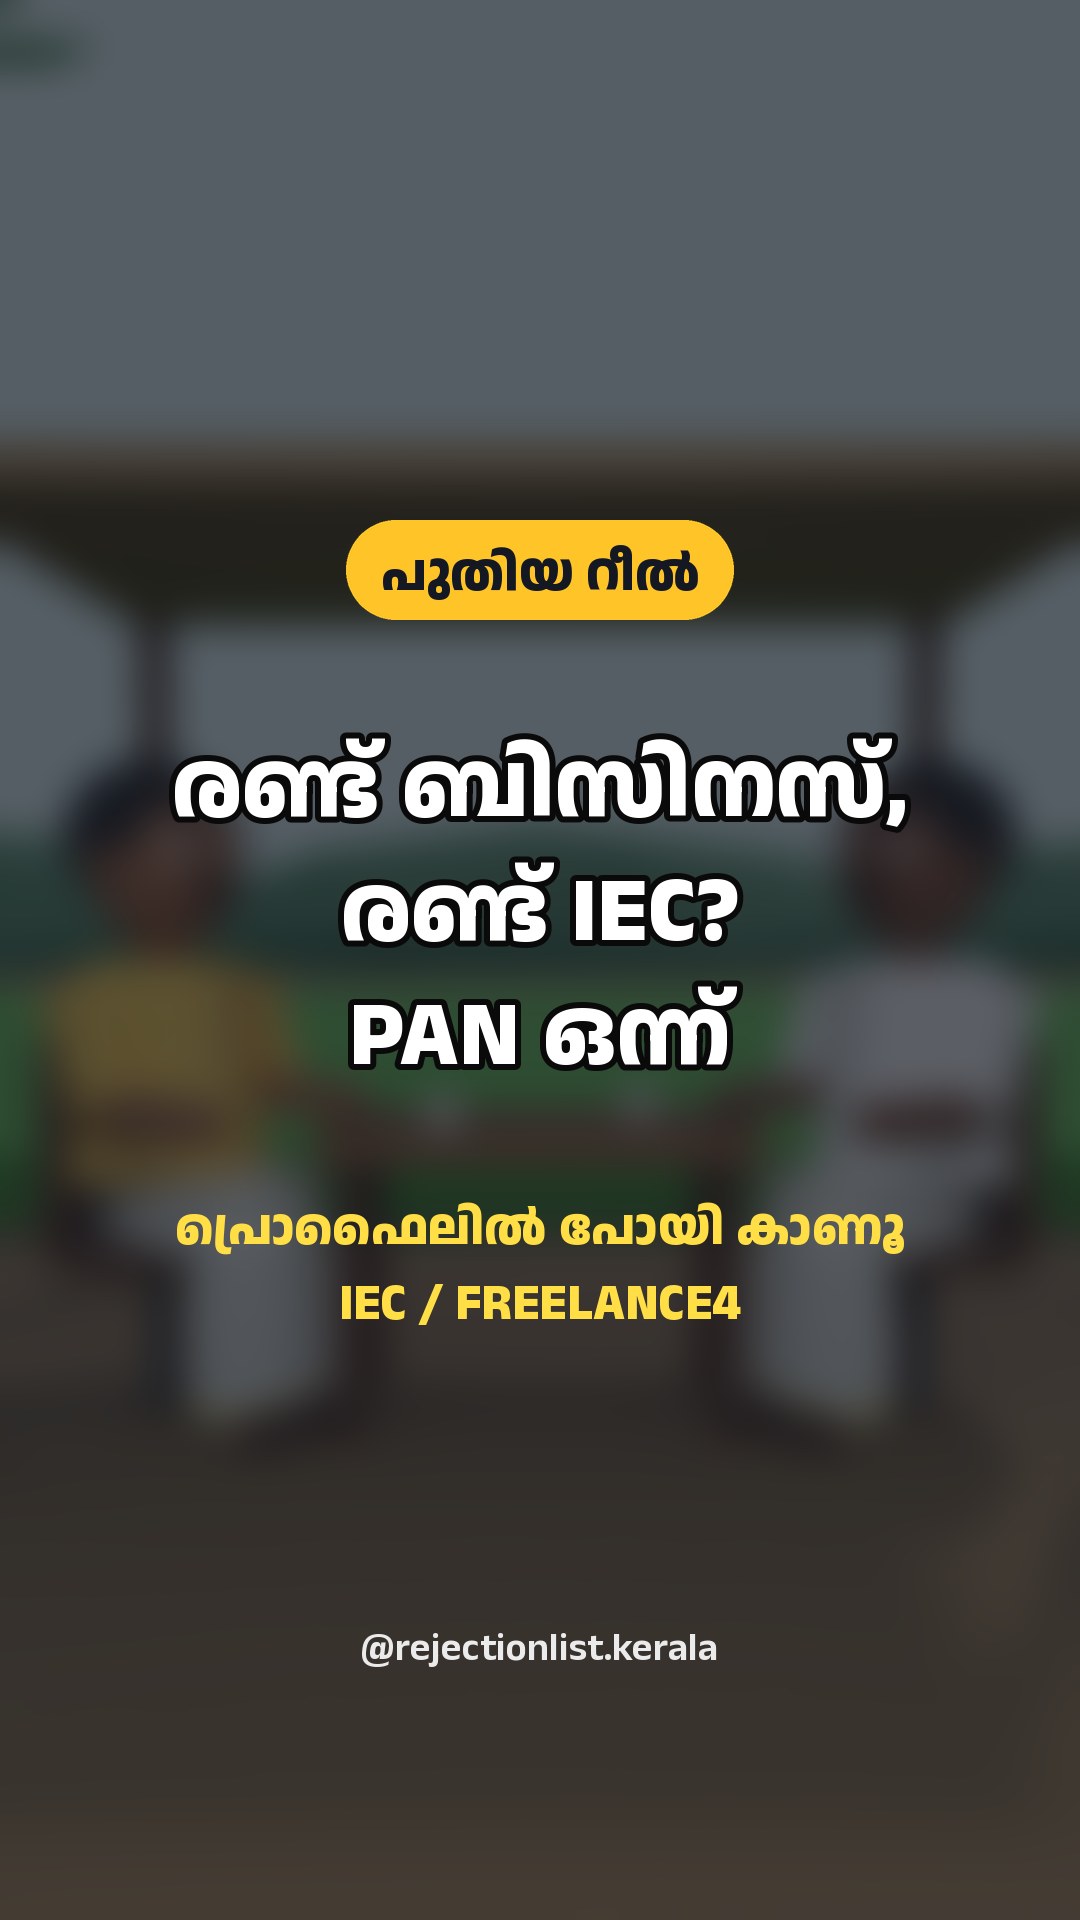 പുതിയ റീൽ
രണ്ട് ബിസിനസ്,
രണ്ട് IEC?
PAN ഒന്ന്
പ്രൊഫൈലിൽ പോയി കാണൂ
IEC / FREELANCE4
@rejectionlist.kerala